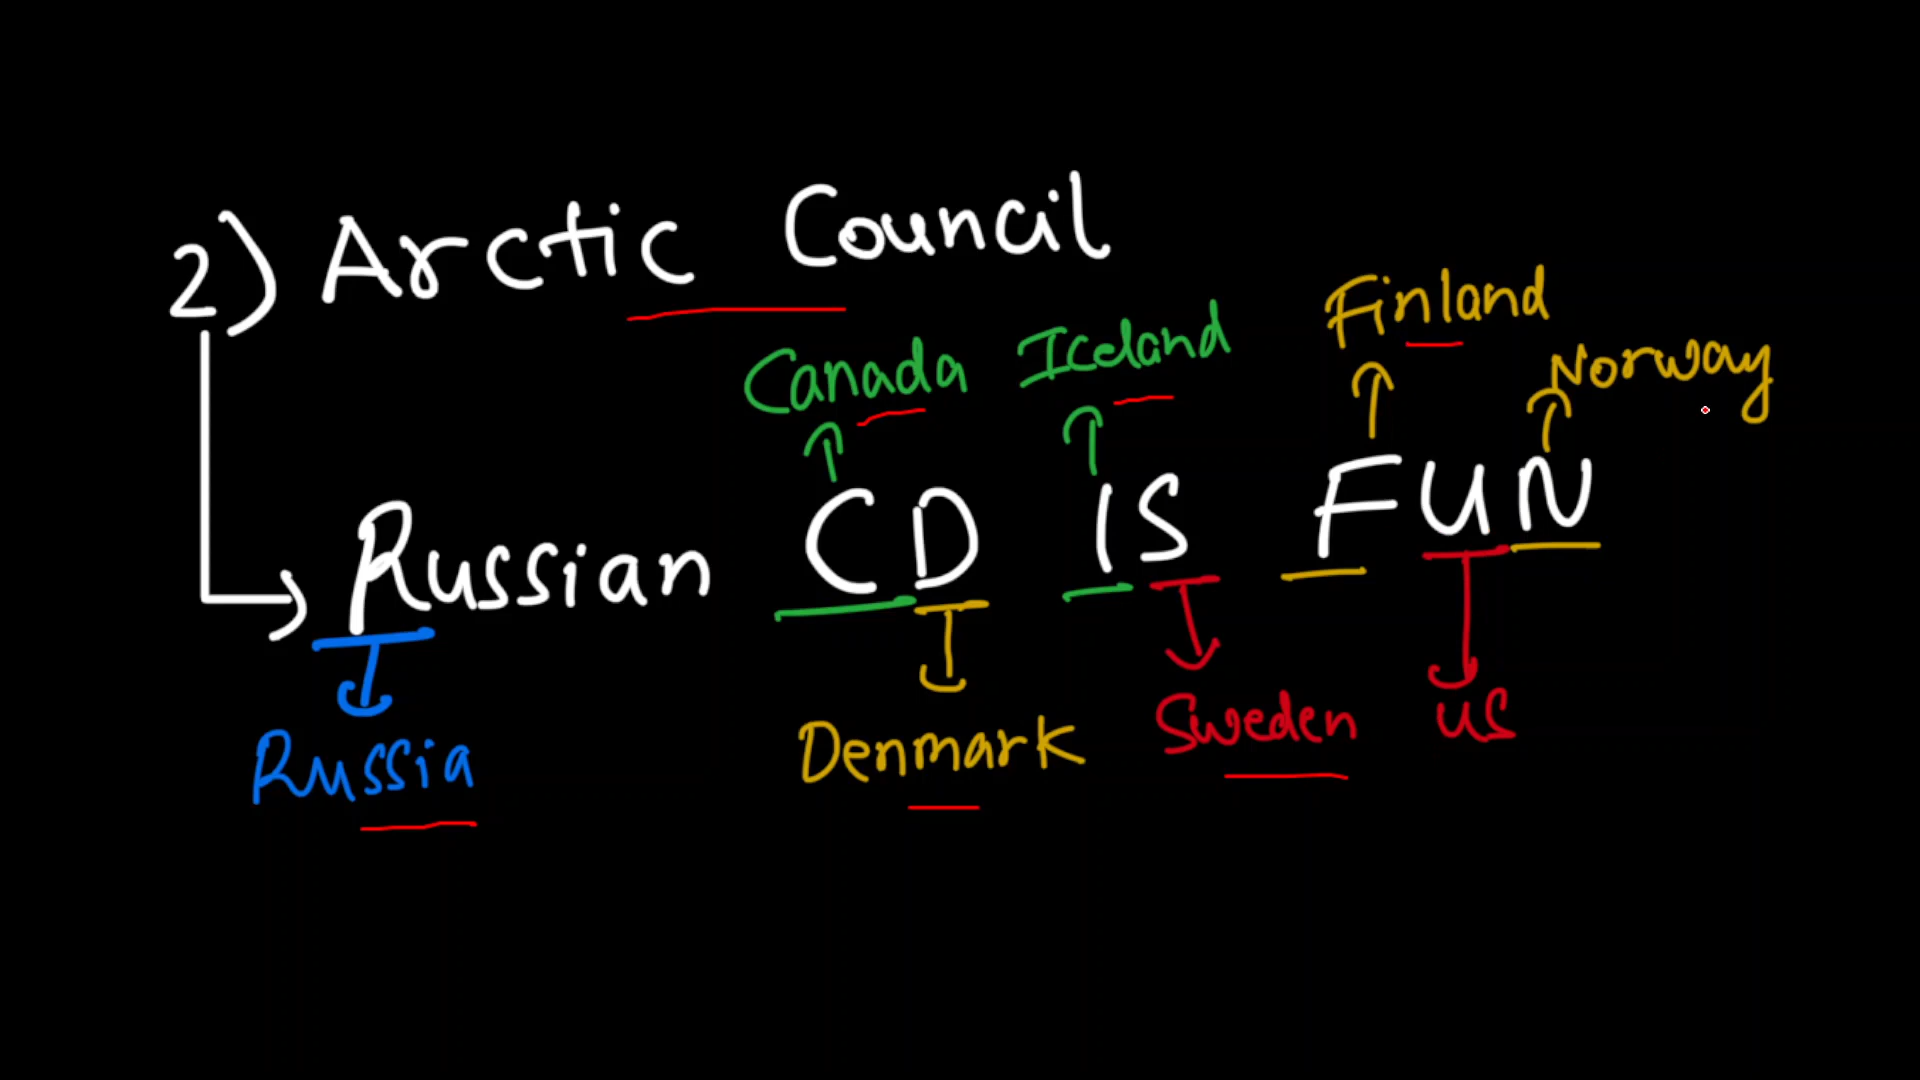 2) Arctic Council
Canada Iceland Finland Norway
Russian CD IS FUN
Russia Denmark Sweden US